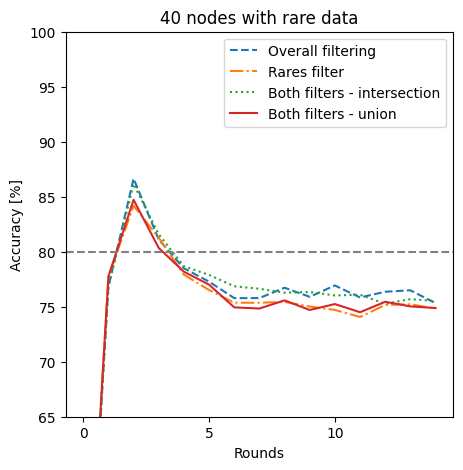 40 nodes with rare data
Overall filtering
Rares filter
Both filters - intersection
Both filters - union
Accuracy [%]
100
95
90
85
80
75
70
65
0
5
10
Rounds